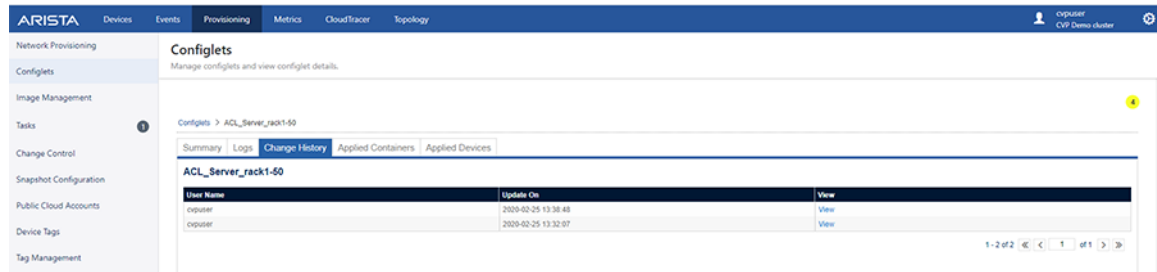 ARISTA Devices Events Provisioning Metrics CloudTracer Topology cvpuser
CVP Demo cluster
Network Provisioning
Configlets
Image Management
Tasks 1
Change Control
Snapshot Configuration
Public Cloud Accounts
Device Tags
Tag Management
Configlets
Manage configlets and view configlet details.
4
Configlets > ACL_Server_rack1-50
Summary Logs Change History Applied Containers Applied Devices
ACL_Server_rack1-50
User Name Update On View
cvpuser 2020-02-25 13:38:48 View
cvpuser 2020-02-25 13:32:07 View
1 - 2 of 2 « < 1 of 1 > »